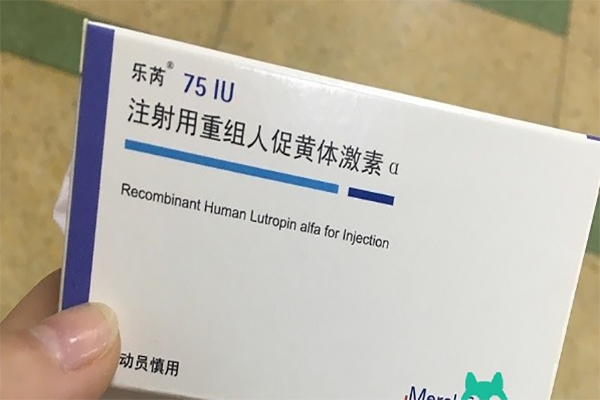 乐芮® 75 IU
注射用重组人促黄体激素 α
Recombinant Human Lutropin alfa for Injection
动员慎用